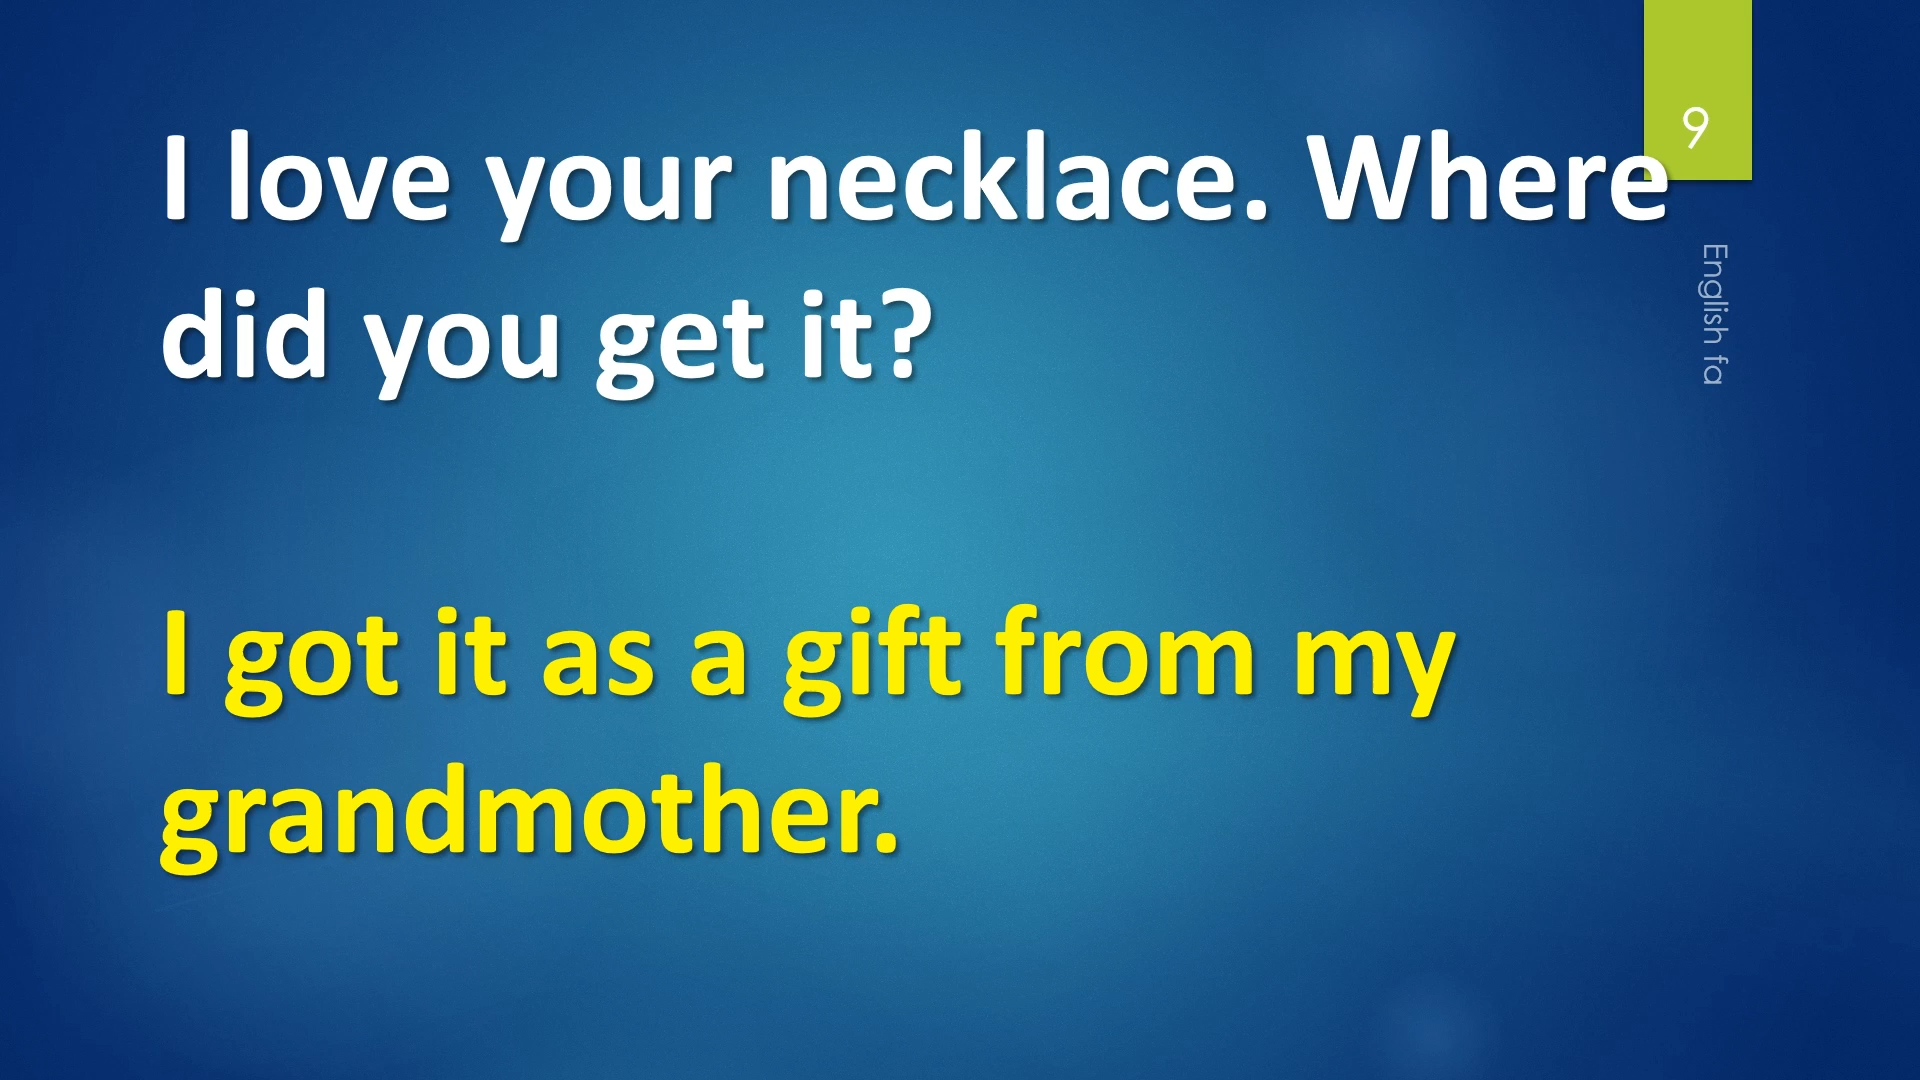 9
I love your necklace. Where
did you get it?
English fa
I got it as a gift from my
grandmother.